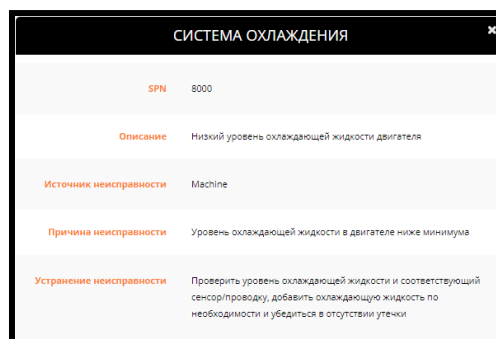 СИСТЕМА ОХЛАЖДЕНИЯ
SPN 8000
Описание Низкий уровень охлаждающей жидкости двигателя
Источник неисправности Machine
Причина неисправности Уровень охлаждающей жидкости в двигателе ниже минимума
Устранение неисправности Проверить уровень охлаждающей жидкости и соответствующий
сенсор/проводку, добавить охлаждающую жидкость по
необходимости и убедиться в отсутствии утечки